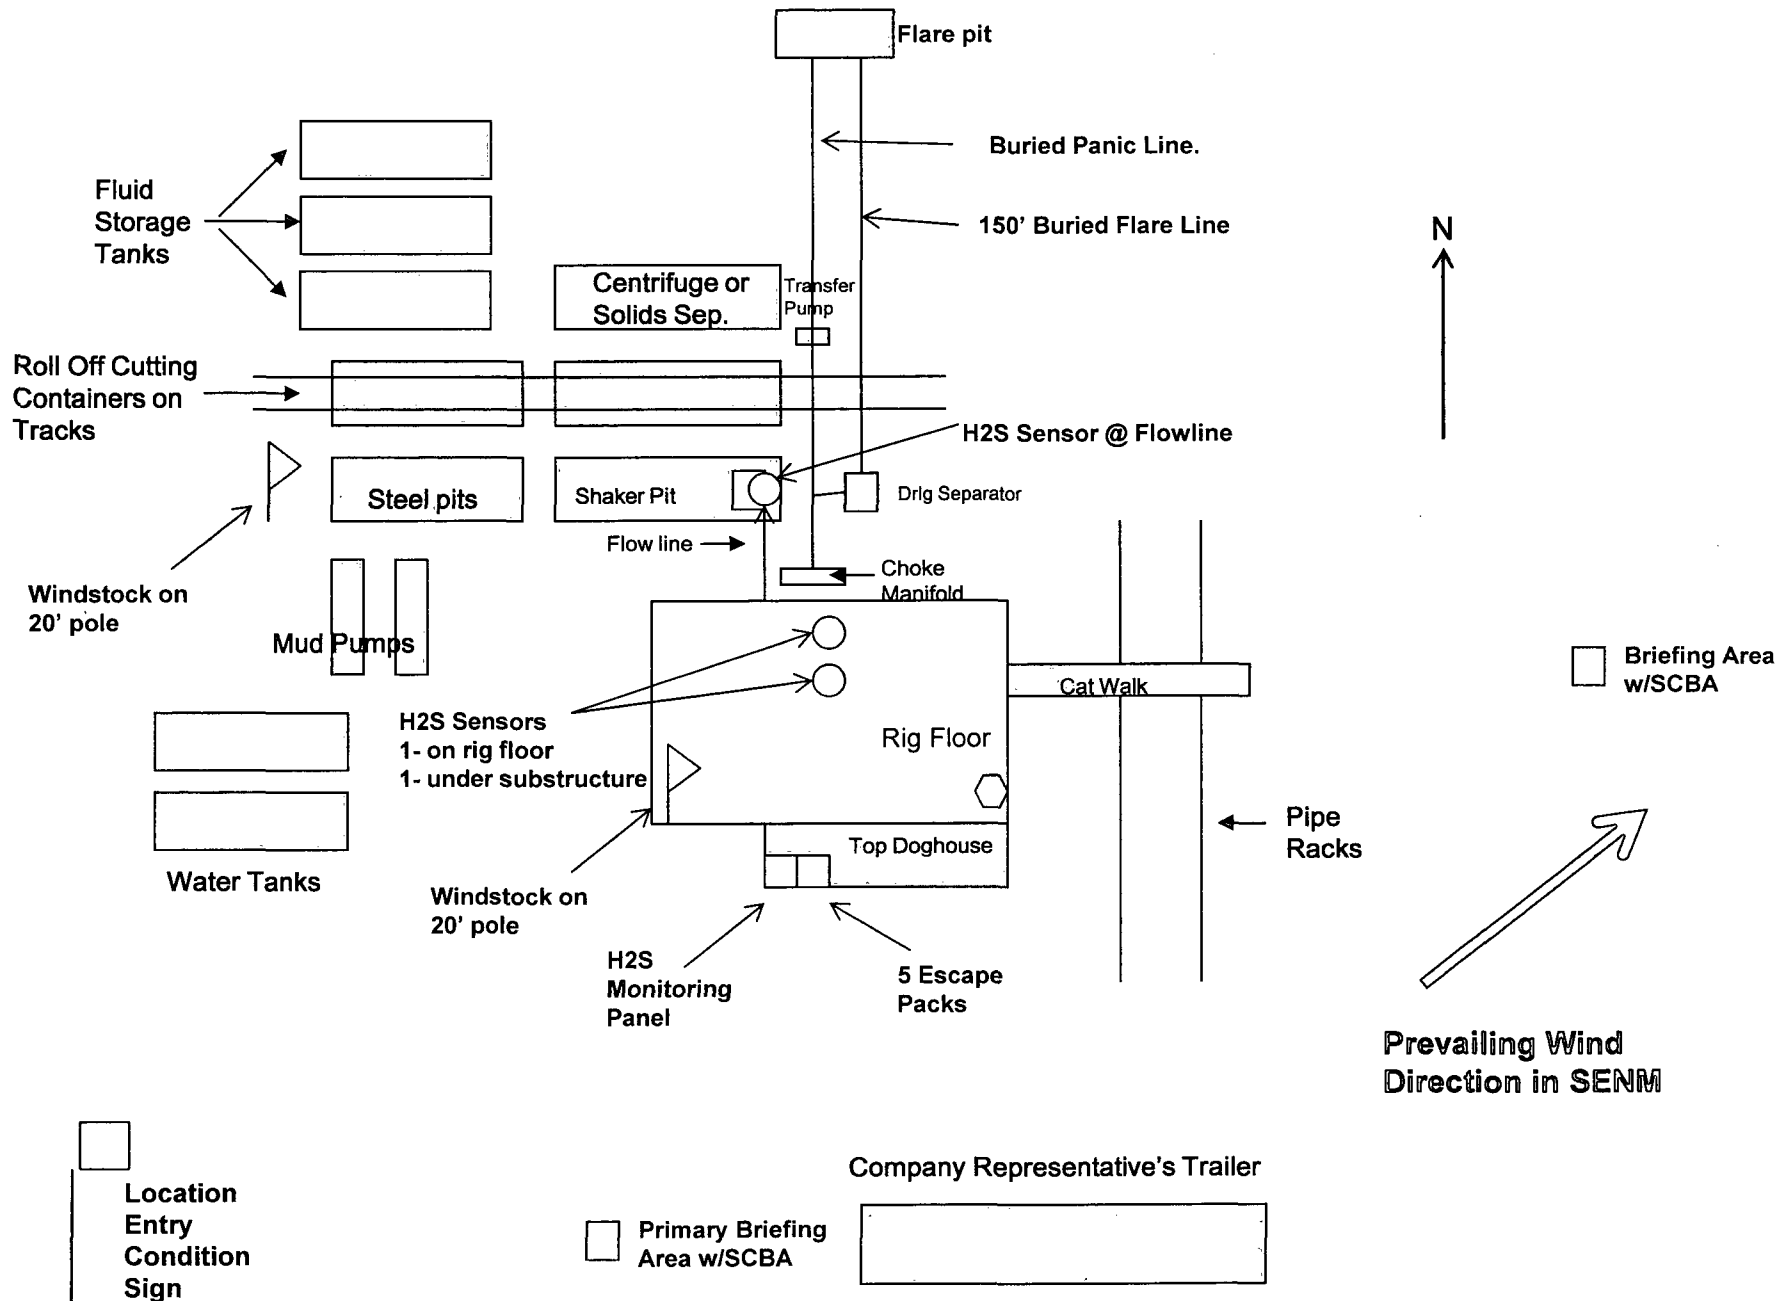 Flare pit
Buried Panic Line.
Fluid
Storage
Tanks
150' Buried Flare Line
N
Centrifuge or
Solids Sep.
Transfer
Pump
Roll Off Cutting
Containers on
Tracks
H2S Sensor @ Flowline
Steel pits
Shaker Pit
Drlg Separator
Flow line
Choke
Manifold
Windstock on
20' pole
Mud Pumps
Briefing Area
w/SCBA
Cat Walk
H2S Sensors
1- on rig floor
1- under substructure
Rig Floor
Pipe
Racks
Top Doghouse
Water Tanks
Windstock on
20' pole
H2S
Monitoring
Panel
5 Escape
Packs
Prevailing Wind
Direction in SENM
Location
Entry
Condition
Sign
Primary Briefing
Area w/SCBA
Company Representative's Trailer